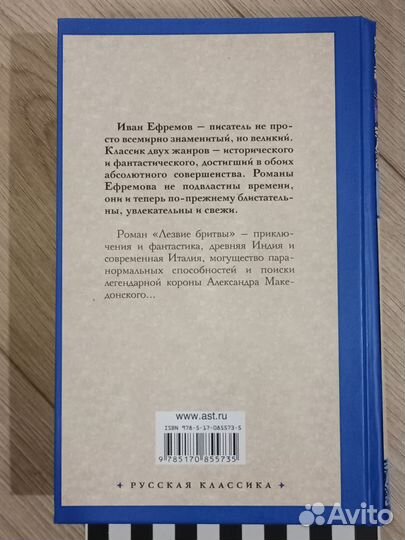 Иван Ефремов — писатель не про-
сто всемирно знаменитый, но великий.
Классик двух жанров — исторического
и фантастического, достигший в обоих
абсолютного совершенства. Романы
Ефремова не подвластны времени,
они и теперь по-прежнему блистатель-
ны, увлекательны и свежи.
Роман «Лезвие бритвы» — приклю-
чения и фантастика, древняя Индия и
современная Италия, могущество пара-
нормальных способностей и поиски
легендарной короны Александра Маке-
донского...
www.ast.ru
ISBN 978-5-17-085573-5
9 785170 855735
РУССКАЯ КЛАССИКА
Avito